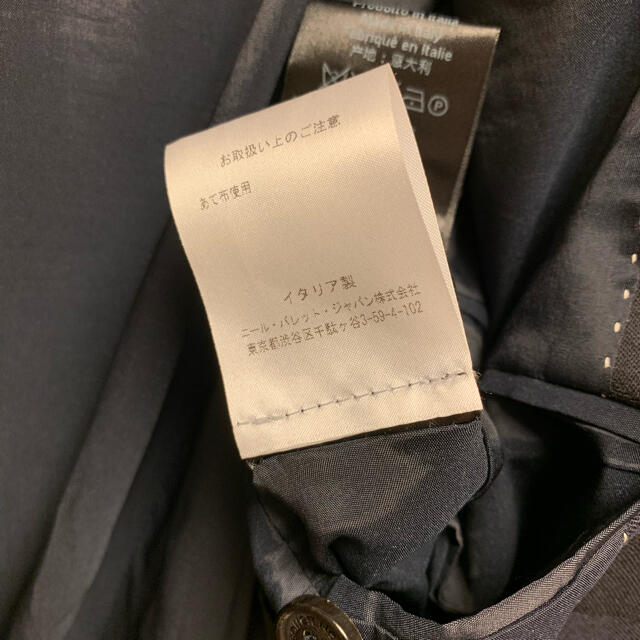 Prodotto in Italia
Made in Italy
Fabriqué en Italie
产地:意大利
P
お取扱い上のご注意
あて布使用
イタリア製
ニール・バレット・ジャパン株式会社
東京都渋谷区千駄ヶ谷3-59-4-102